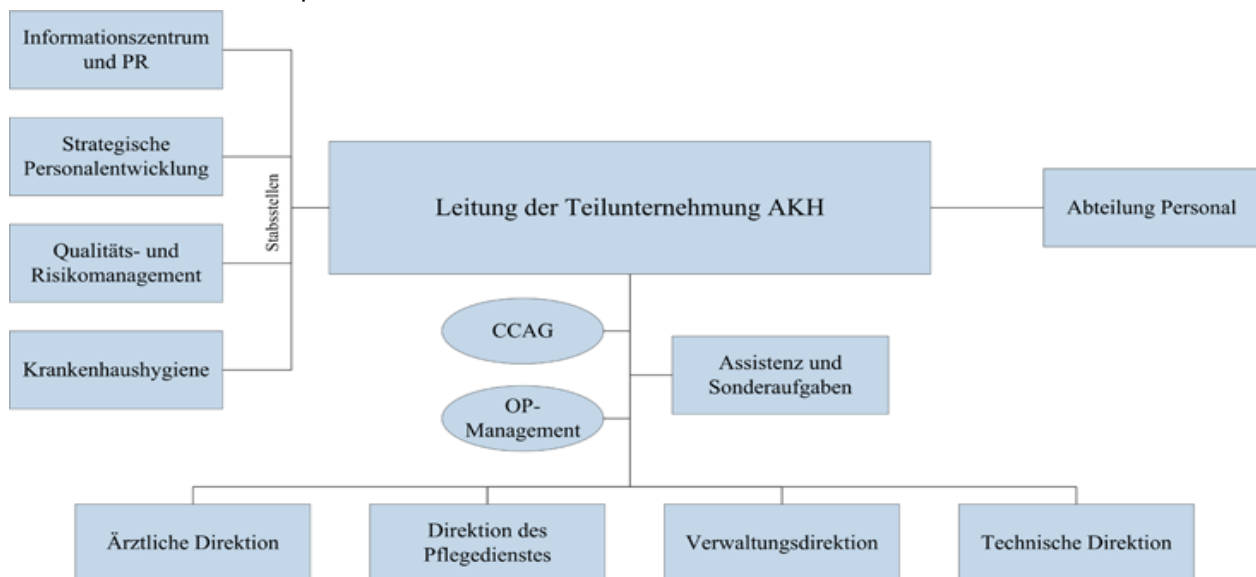 Informationszentrum
und PR
Strategische
Personalentwicklung
Qualitäts- und
Risikomanagement
Krankenhaushygiene
Stabsstellen
Leitung der Teilunternehmung AKH
Abteilung Personal
CCAG
OP-
Management
Assistenz und
Sonderaufgaben
Ärztliche Direktion
Direktion des
Pflegedienstes
Verwaltungsdirektion
Technische Direktion